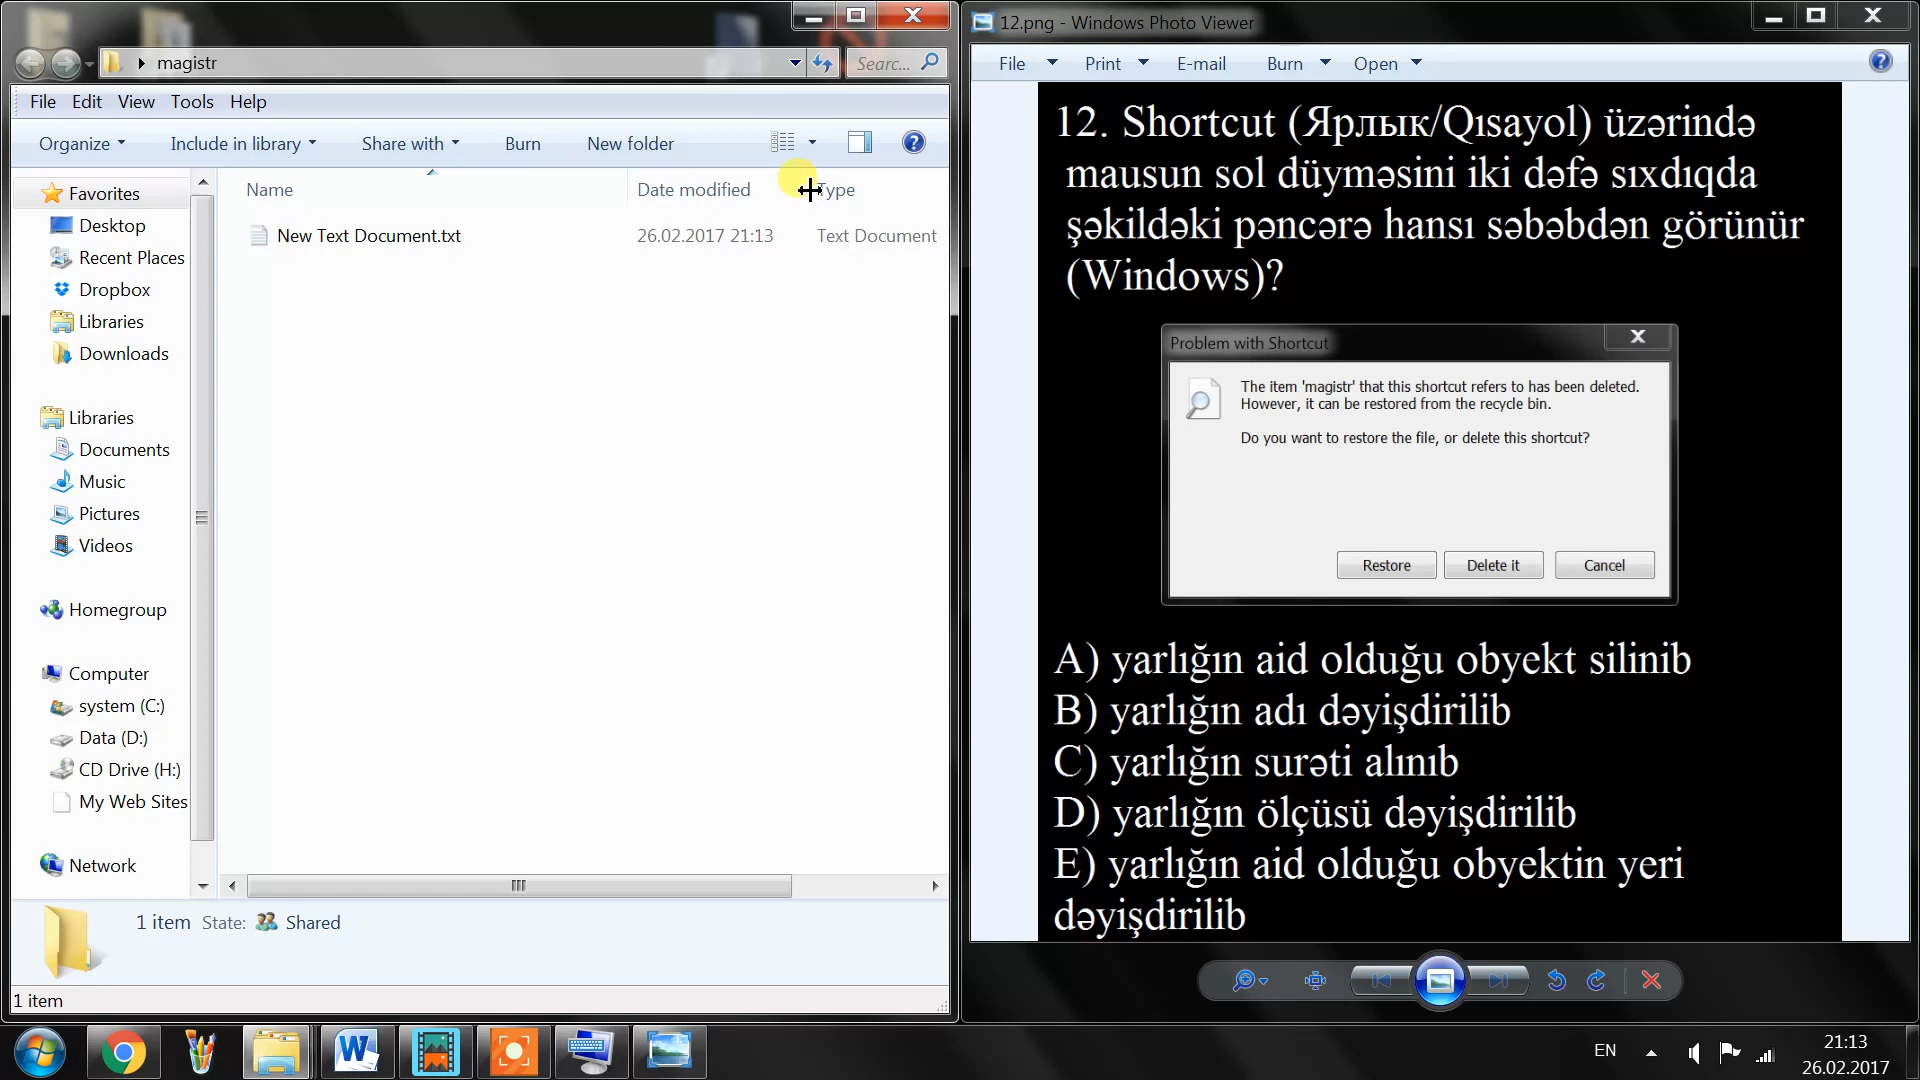 magistr
Searc...
File Edit View Tools Help
Organize Include in library Share with Burn New folder
Name Date modified Type
New Text Document.txt 26.02.2017 21:13 Text Document
Favorites
Desktop
Recent Places
Dropbox
Libraries
Downloads
Libraries
Documents
Music
Pictures
Videos
Homegroup
Computer
system (C:)
Data (D:)
CD Drive (H:)
My Web Sites
Network
1 item State: Shared
1 item
12.png - Windows Photo Viewer
File Print E-mail Burn Open
12. Shortcut (Ярлык/Qısayol) üzərində
mausun sol düyməsini iki dəfə sıxdıqda
şəkildəki pəncərə hansı səbəbdən görünür
(Windows)?
Problem with Shortcut
The item 'magistr' that this shortcut refers to has been deleted.
However, it can be restored from the recycle bin.
Do you want to restore the file, or delete this shortcut?
Restore Delete it Cancel
A) yarlığın aid olduğu obyekt silinib
B) yarlığın adı dəyişdirilib
C) yarlığın surəti alınıb
D) yarlığın ölçüsü dəyişdirilib
E) yarlığın aid olduğu obyektin yeri
dəyişdirilib
EN
21:13
26.02.2017